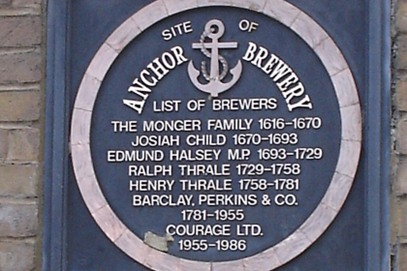 SITE OF
ANCHOR BREWERY
LIST OF BREWERS
THE MONGER FAMILY 1616-1670
JOSIAH CHILD 1670-1693
EDMUND HALSEY M.P. 1693-1729
RALPH THRALE 1729-1758
HENRY THRALE 1758-1781
BARCLAY, PERKINS & CO.
1781-1955
COURAGE LTD.
1955-1986